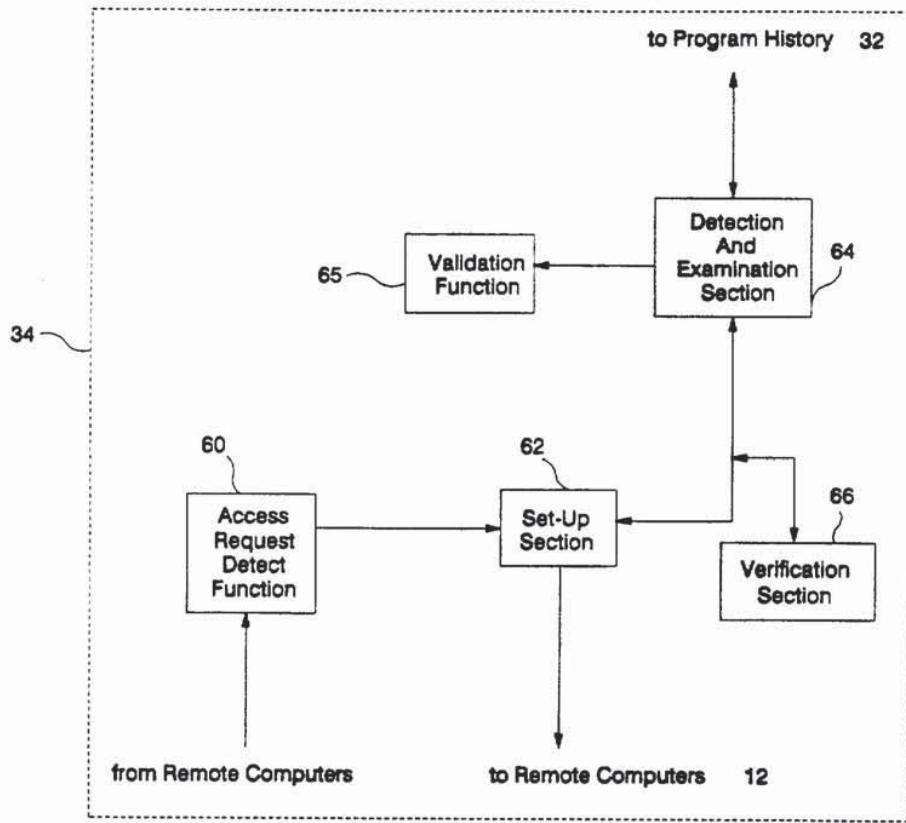 to Program History 32
Detection
And
Examination
Section
64
Validation
Function
65
34
60
Access
Request
Detect
Function
62
Set-Up
Section
66
Verification
Section
from Remote Computers
to Remote Computers 12